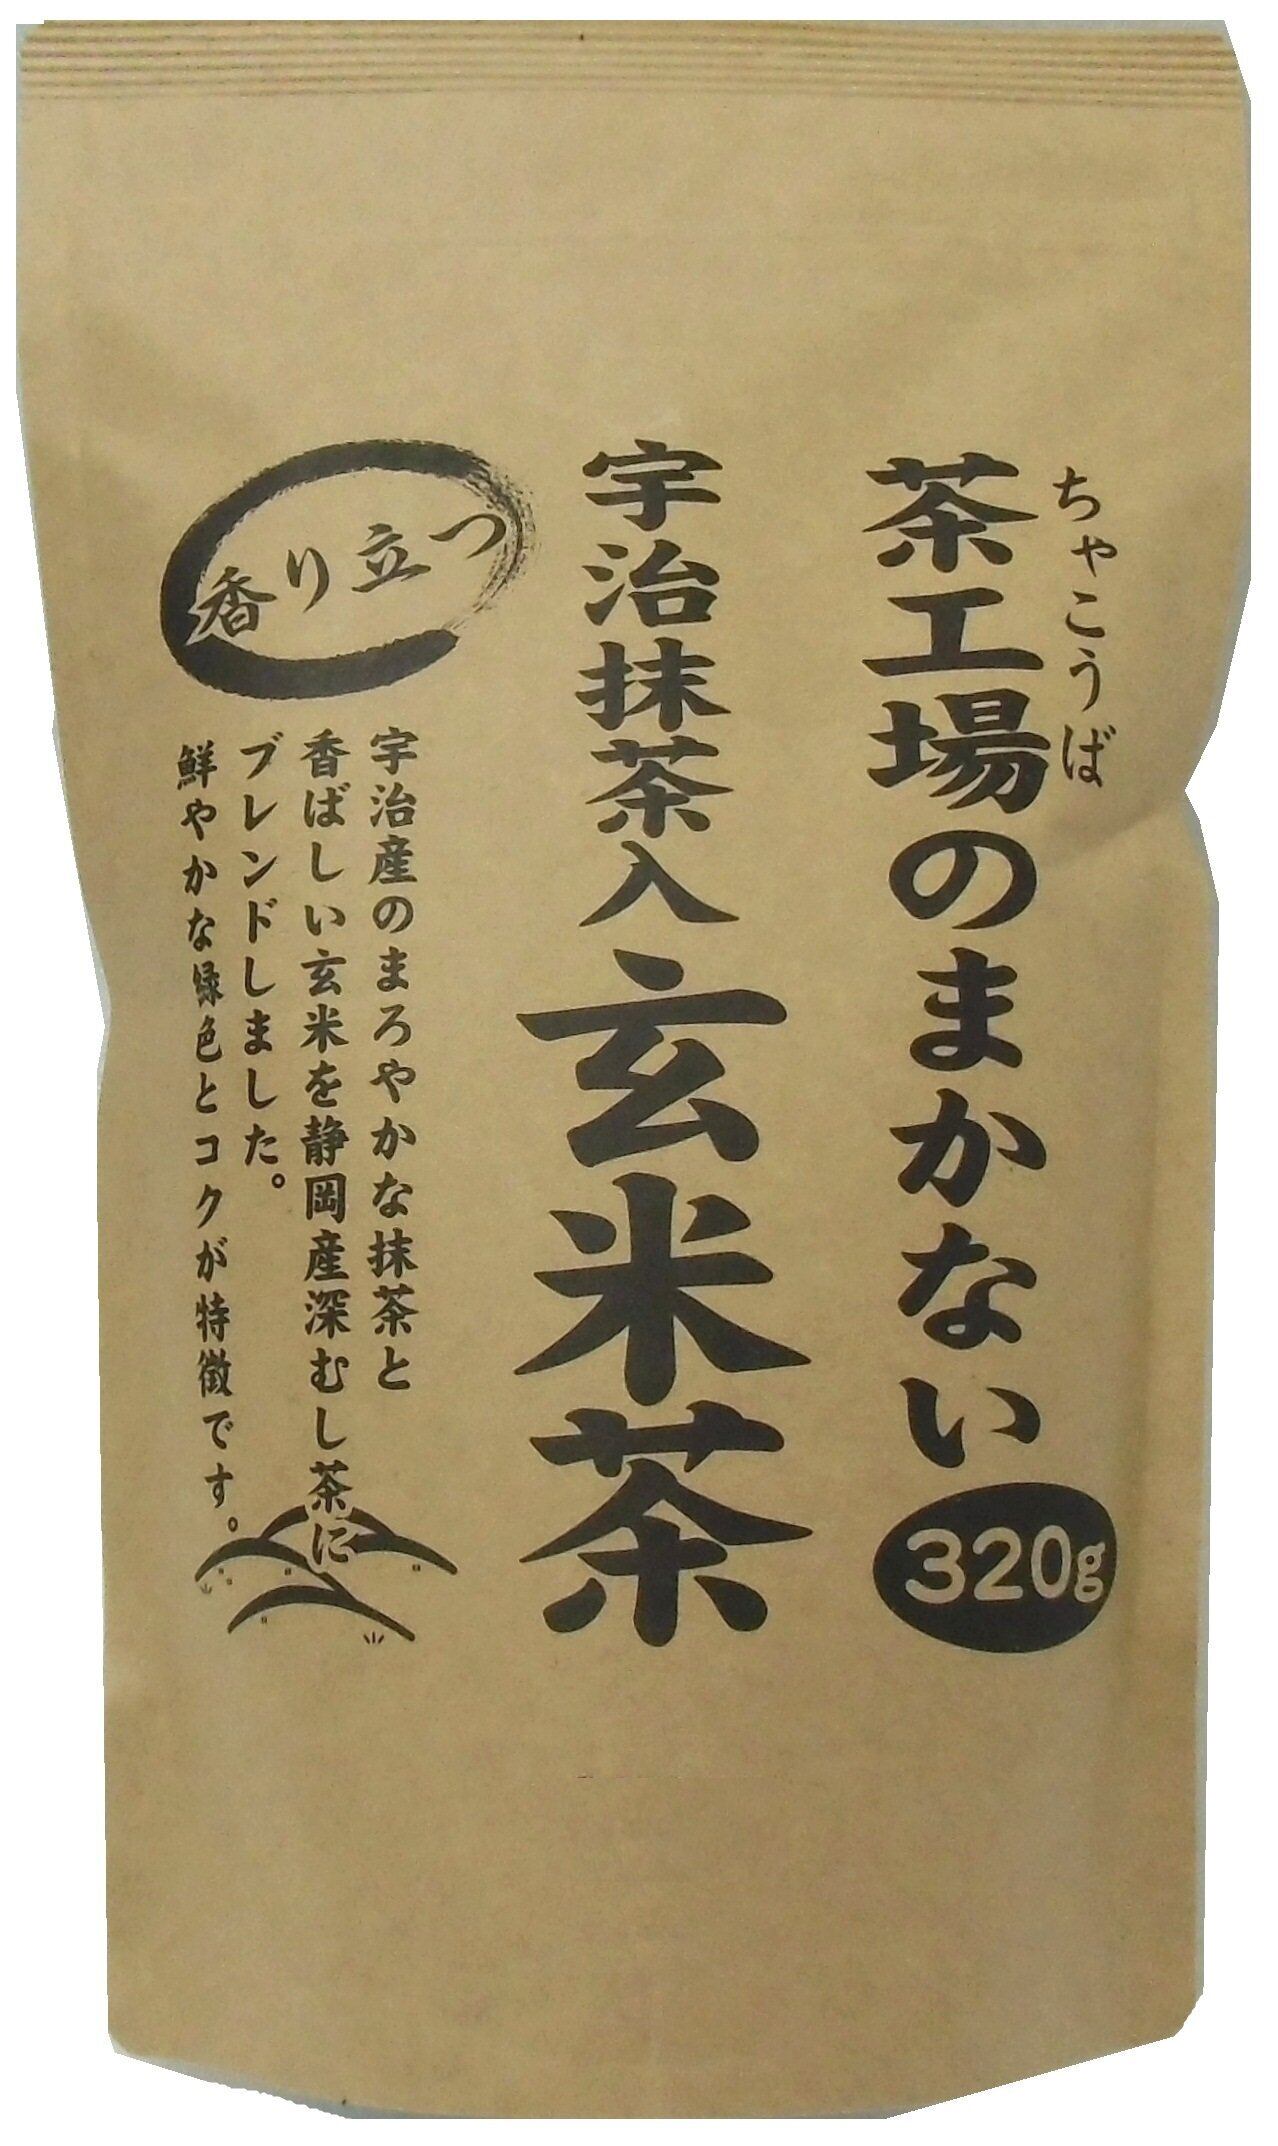 ちゃこうば
茶工場のまかない
320g
宇治抹茶入玄米茶
香り立つ
宇治産のまろやかな抹茶と
香ばしい玄米を静岡産深むし茶に
ブレンドしました。
鮮やかな緑色とコクが特徴です。